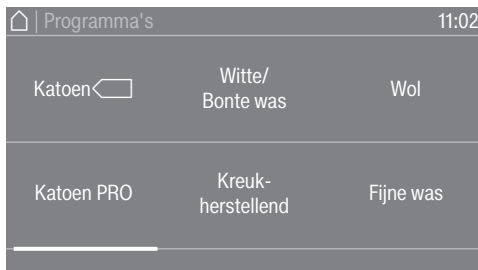 Programma's
11:02
Katoen
Witte/
Bonte was
Wol
Katoen PRO
Kreuk-
herstellend
Fijne was